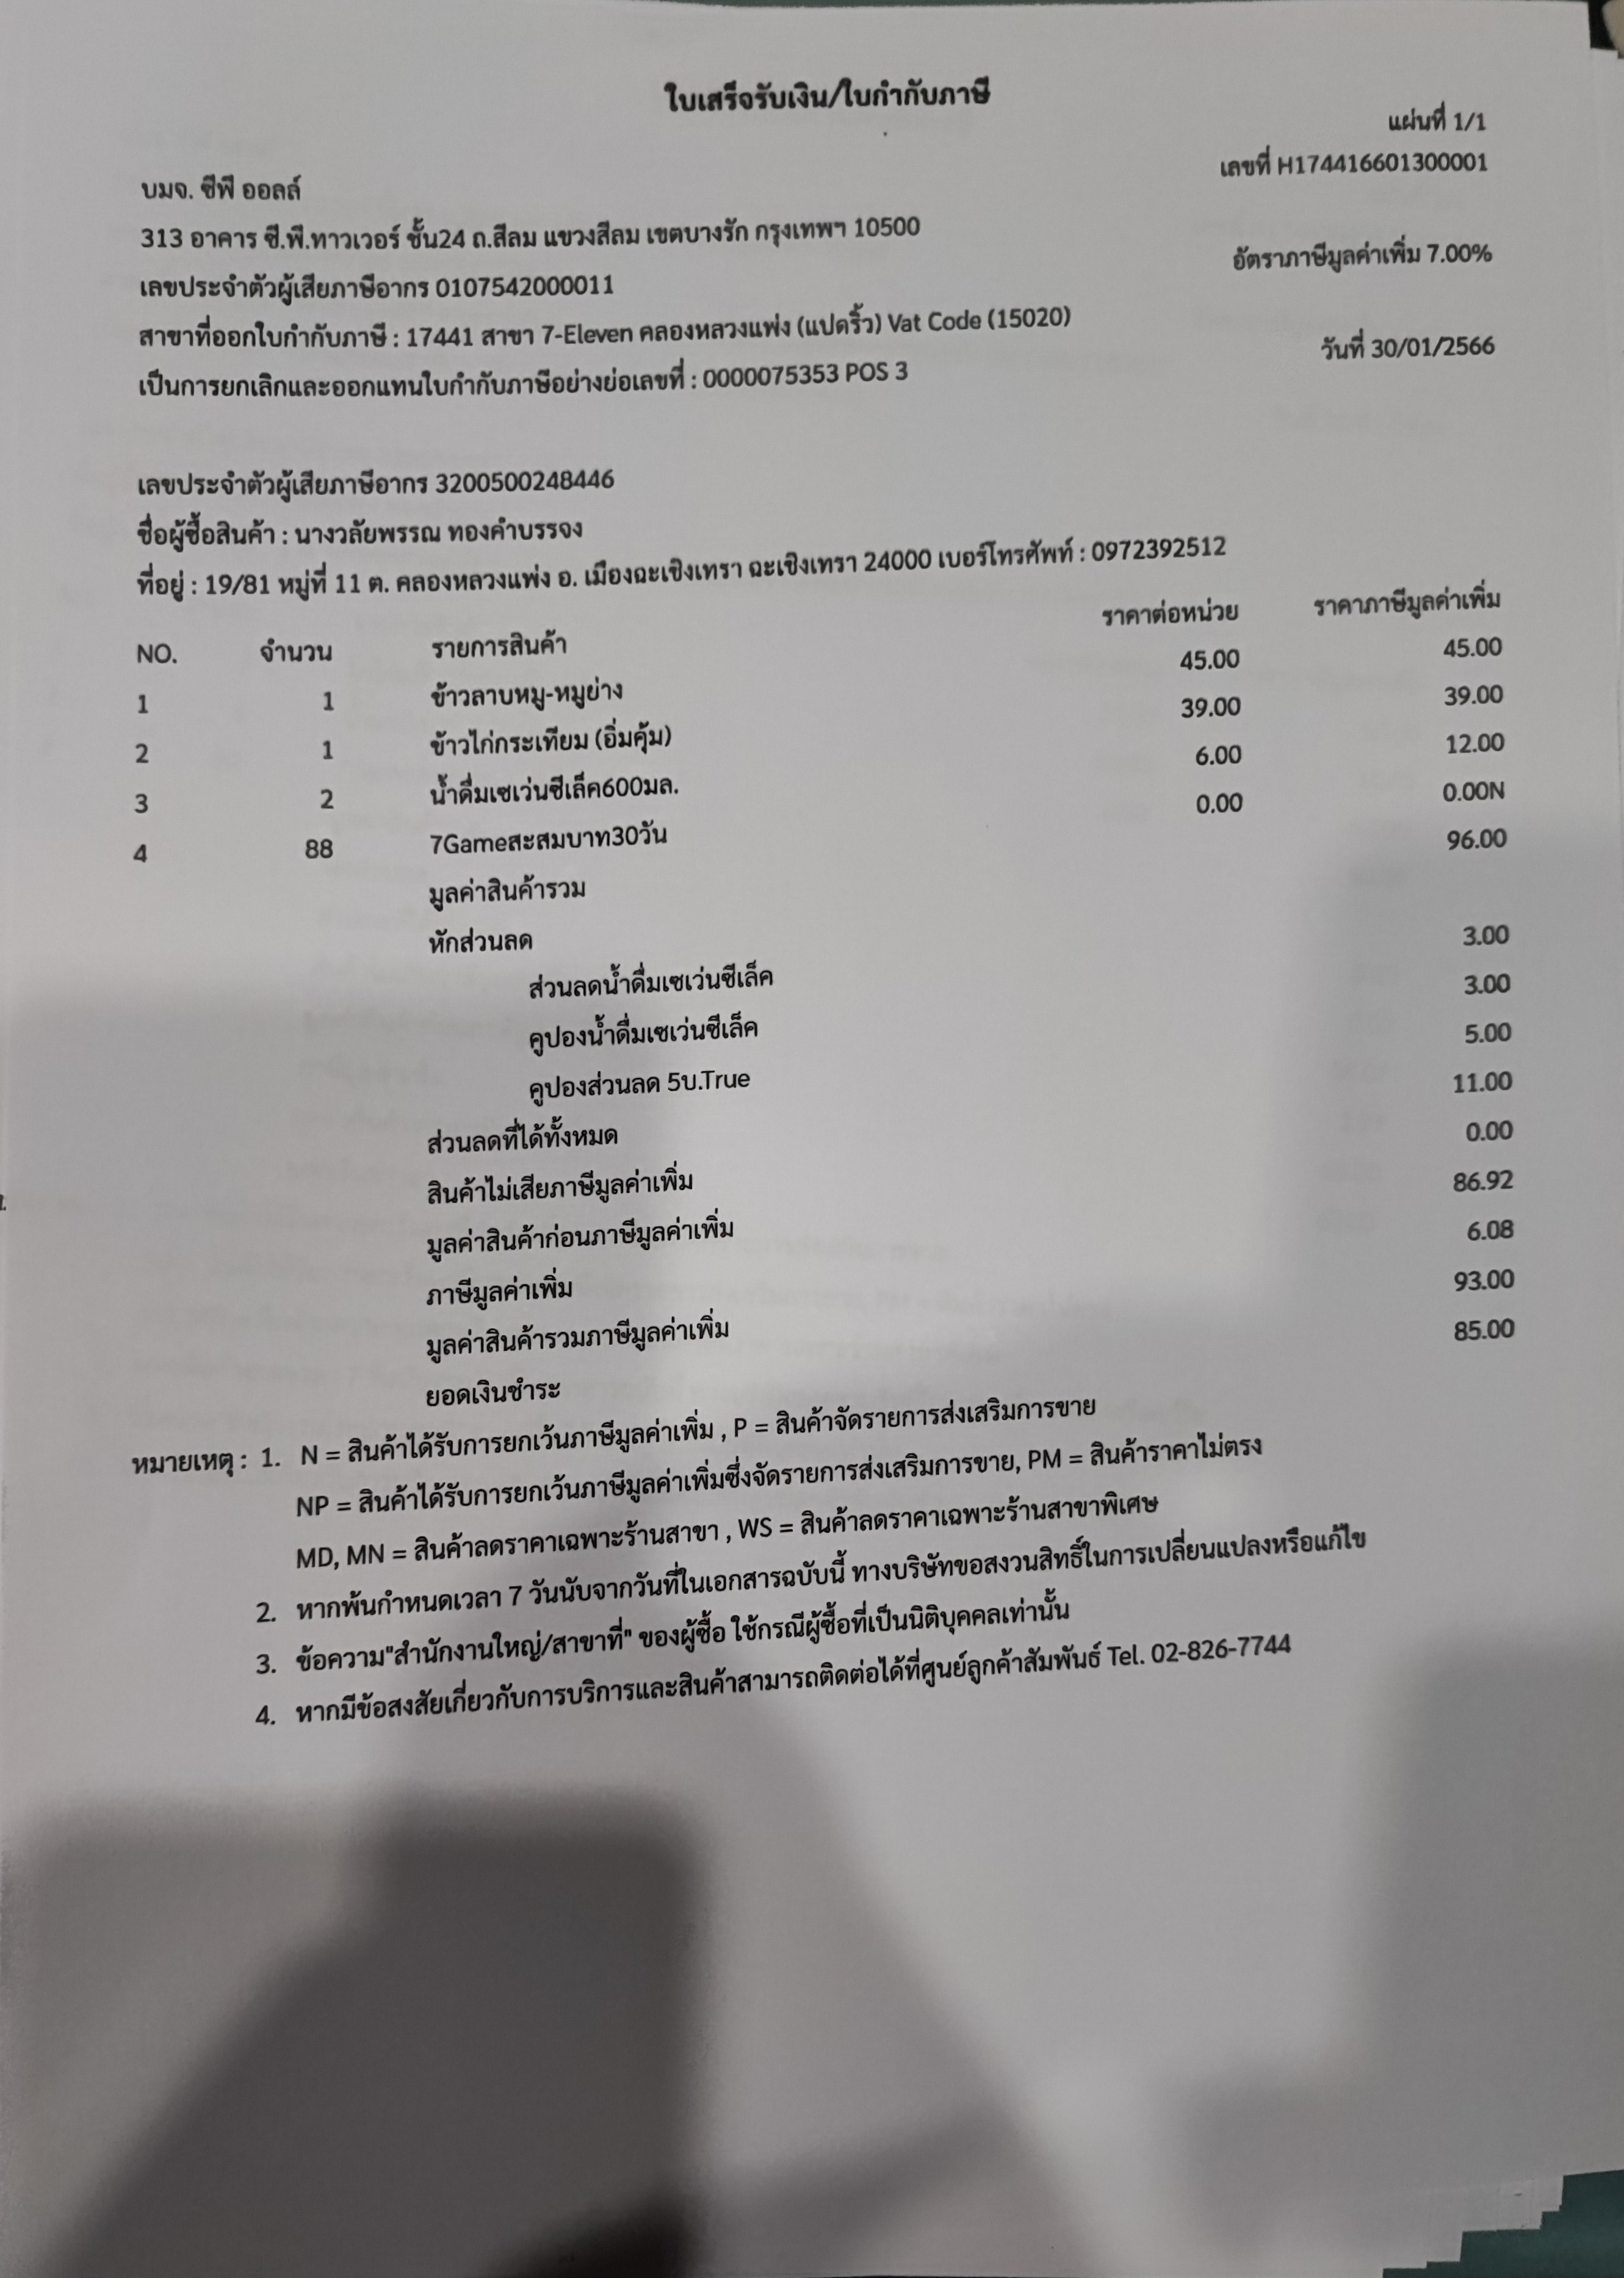 ใบเสร็จรับเงิน/ใบกำกับภาษี
แผ่นที่ 1/1
เลขที่ H174416601300001
บมจ. ซีพี ออลล์
313 อาคาร ซี.พี.ทาวเวอร์ ชั้น24 ถ.สีลม แขวงสีลม เขตบางรัก กรุงเทพฯ 10500
อัตราภาษีมูลค่าเพิ่ม 7.00%
เลขประจำตัวผู้เสียภาษีอากร 0107542000011
สาขาที่ออกใบกำกับภาษี : 17441 สาขา 7-Eleven คลองหลวงแพ่ง (แปดริ้ว) Vat Code (15020)
วันที่ 30/01/2566
เป็นการยกเลิกและออกแทนใบกำกับภาษีอย่างย่อเลขที่ : 0000075353 POS 3
เลขประจำตัวผู้เสียภาษีอากร 3200500248446
ชื่อผู้ซื้อสินค้า : นางวลัยพรรณ ทองคำบรรจง
ที่อยู่ : 19/81 หมู่ที่ 11 ต. คลองหลวงแพ่ง อ. เมืองฉะเชิงเทรา ฉะเชิงเทรา 24000 เบอร์โทรศัพท์ : 0972392512
NO. จำนวน รายการสินค้า ราคาต่อหน่วย ราคาภาษีมูลค่าเพิ่ม
1 1 ข้าวลาบหมู-หมูย่าง 45.00 45.00
2 1 ข้าวไก่กระเทียม (อิ่มคุ้ม) 39.00 39.00
3 2 น้ำดื่มเซเว่นซีเล็ค600มล. 6.00 12.00
4 88 7Gameสะสมบาท30วัน 0.00 0.00N
มูลค่าสินค้ารวม 96.00
หักส่วนลด
ส่วนลดน้ำดื่มเซเว่นซีเล็ค 3.00
คูปองน้ำดื่มเซเว่นซีเล็ค 3.00
คูปองส่วนลด 5บ.True 5.00
ส่วนลดที่ได้ทั้งหมด 11.00
สินค้าไม่เสียภาษีมูลค่าเพิ่ม 0.00
มูลค่าสินค้าก่อนภาษีมูลค่าเพิ่ม 86.92
ภาษีมูลค่าเพิ่ม 6.08
มูลค่าสินค้ารวมภาษีมูลค่าเพิ่ม 93.00
ยอดเงินชำระ 85.00
หมายเหตุ : 1. N = สินค้าได้รับการยกเว้นภาษีมูลค่าเพิ่ม , P = สินค้าจัดรายการส่งเสริมการขาย
NP = สินค้าได้รับการยกเว้นภาษีมูลค่าเพิ่มซึ่งจัดรายการส่งเสริมการขาย, PM = สินค้าราคาไม่ตรง
MD, MN = สินค้าลดราคาเฉพาะร้านสาขา , WS = สินค้าลดราคาเฉพาะร้านสาขาพิเศษ
2. หากพ้นกำหนดเวลา 7 วันนับจากวันที่ในเอกสารฉบับนี้ ทางบริษัทขอสงวนสิทธิ์ในการเปลี่ยนแปลงหรือแก้ไข
3. ข้อความ"สำนักงานใหญ่/สาขาที่" ของผู้ซื้อ ใช้กรณีผู้ซื้อที่เป็นนิติบุคคลเท่านั้น
4. หากมีข้อสงสัยเกี่ยวกับการบริการและสินค้าสามารถติดต่อได้ที่ศูนย์ลูกค้าสัมพันธ์ Tel. 02-826-7744